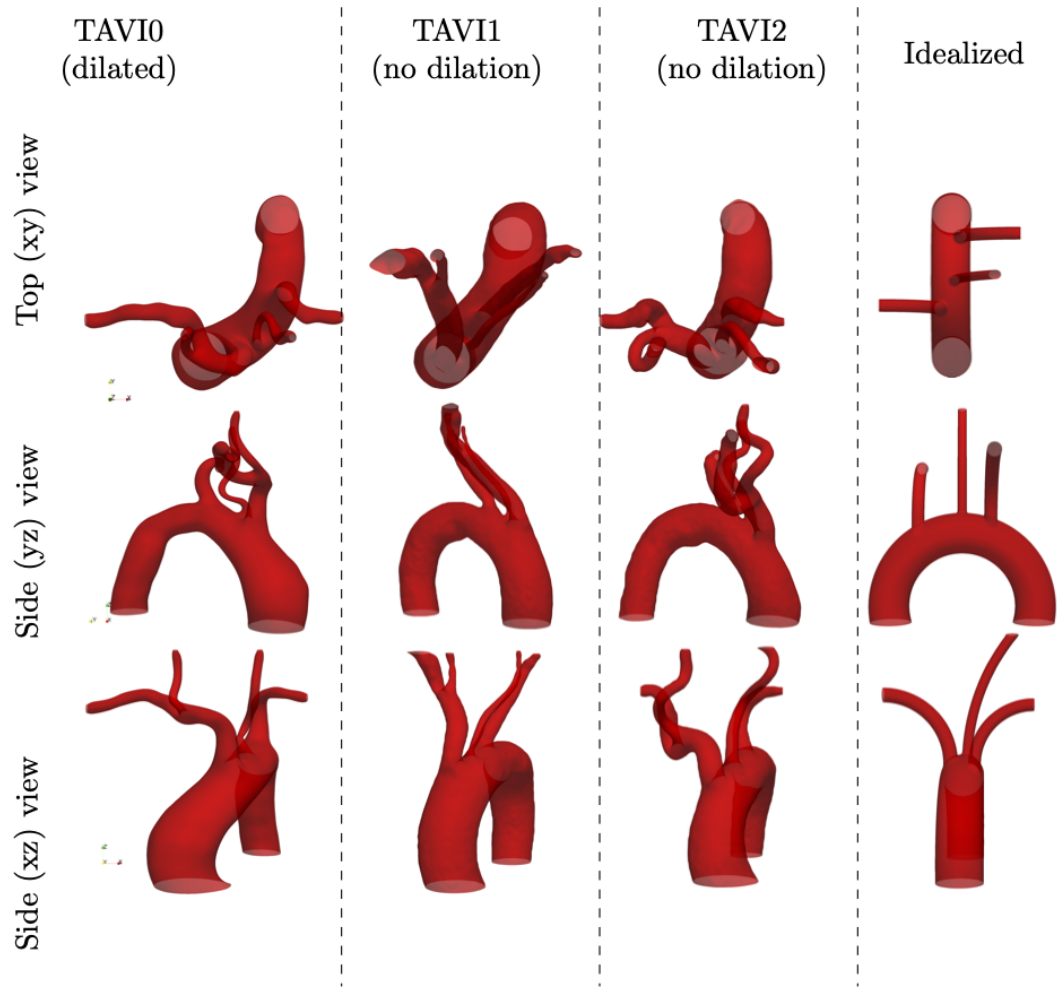 TAVI0
(dilated)
TAVI1
(no dilation)
TAVI2
(no dilation)
Idealized
Top (xy) view
Side (yz) view
Side (xz) view